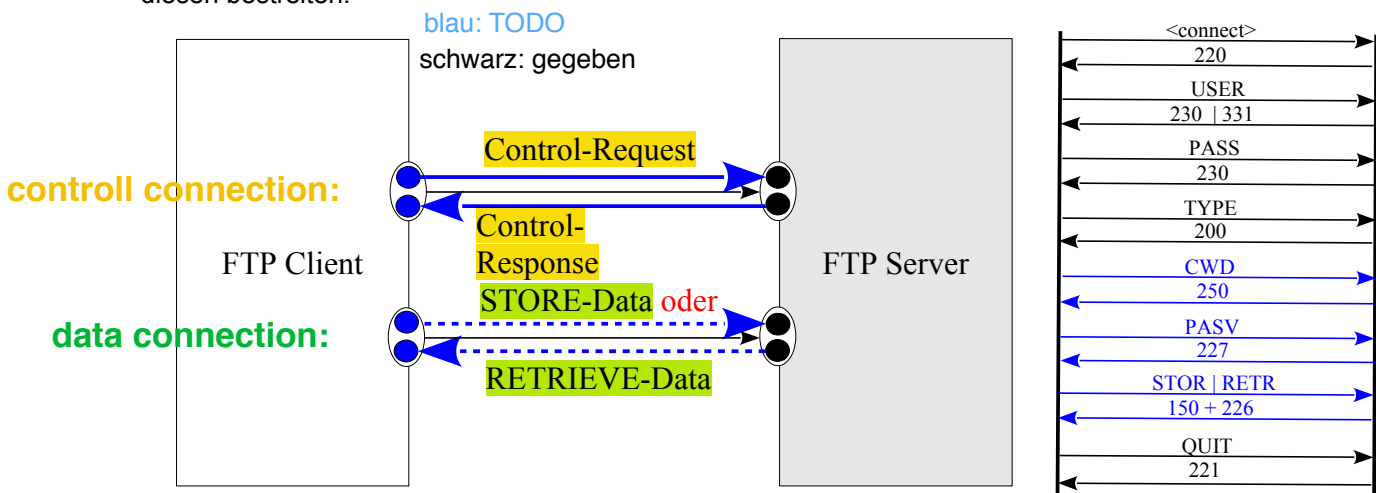 diesen bestreiten.
blau: TODO
schwarz: gegeben
Control-Request
controll connection:
Control-
Response
FTP Client
FTP Server
STORE-Data oder
data connection:
RETRIEVE-Data
<connect>
220
USER
230 | 331
PASS
230
TYPE
200
CWD
250
PASV
227
STOR | RETR
150 + 226
QUIT
221